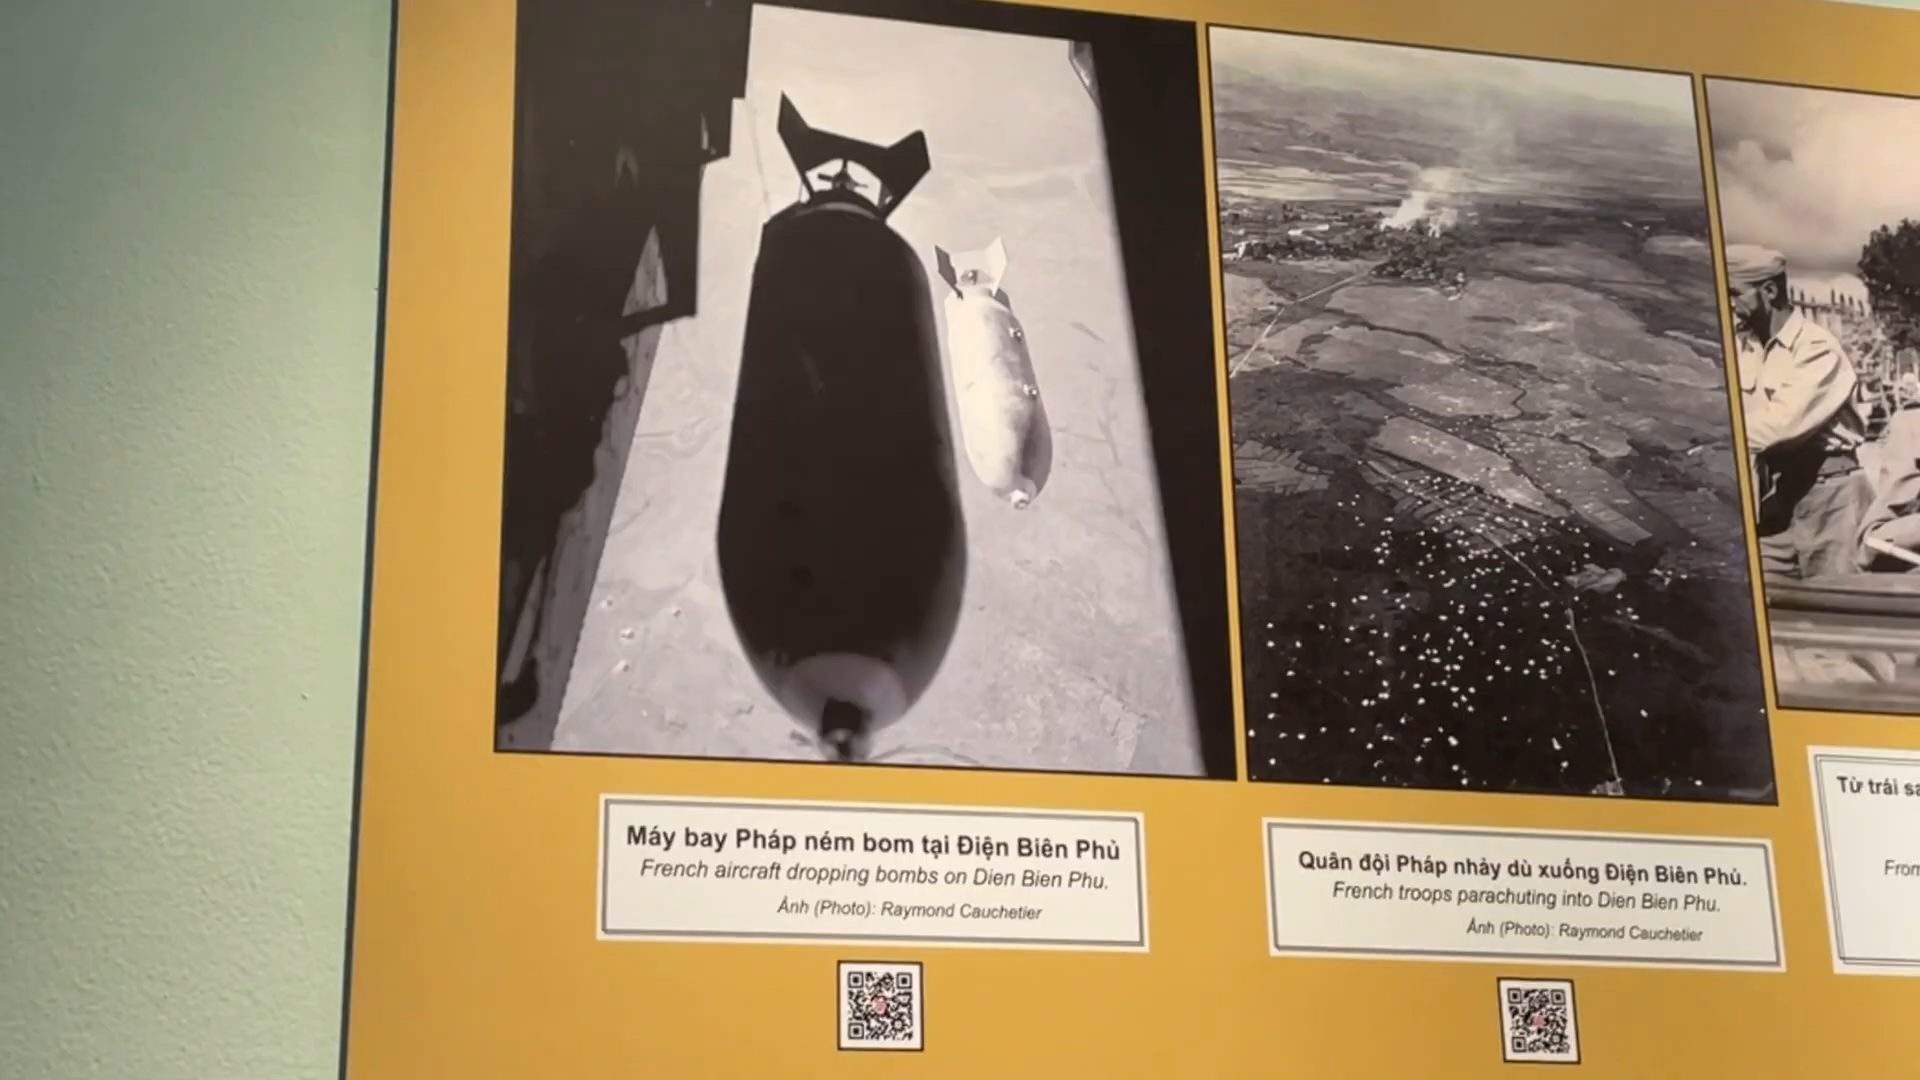 Máy bay Pháp ném bom tại Điện Biên Phủ
French aircraft dropping bombs on Dien Bien Phu.
Ảnh (Photo): Raymond Cauchetier
Quân đội Pháp nhảy dù xuống Điện Biên Phủ.
French troops parachuting into Dien Bien Phu.
Ảnh (Photo): Raymond Cauchetier
Từ trái